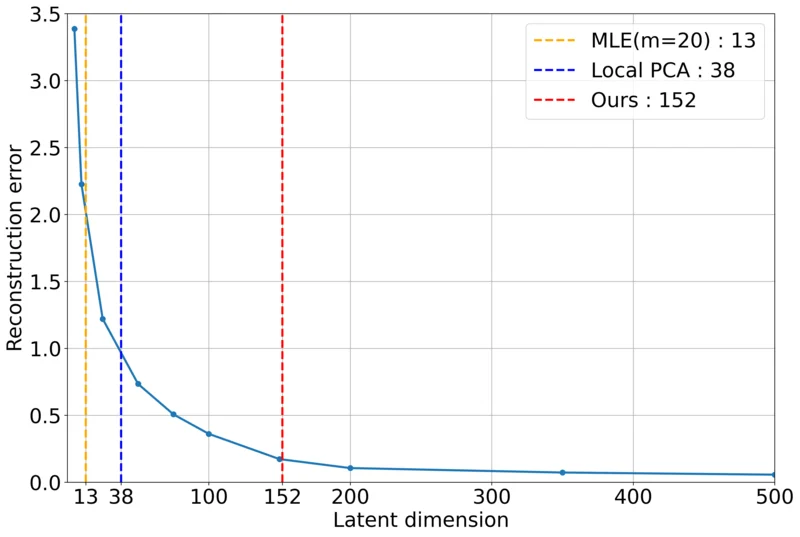 3.5
3.0
2.5
2.0
1.5
1.0
0.5
0.0
Reconstruction error
MLE(m=20) : 13
Local PCA : 38
Ours : 152
13 38 100 152 200 300 400 500
Latent dimension